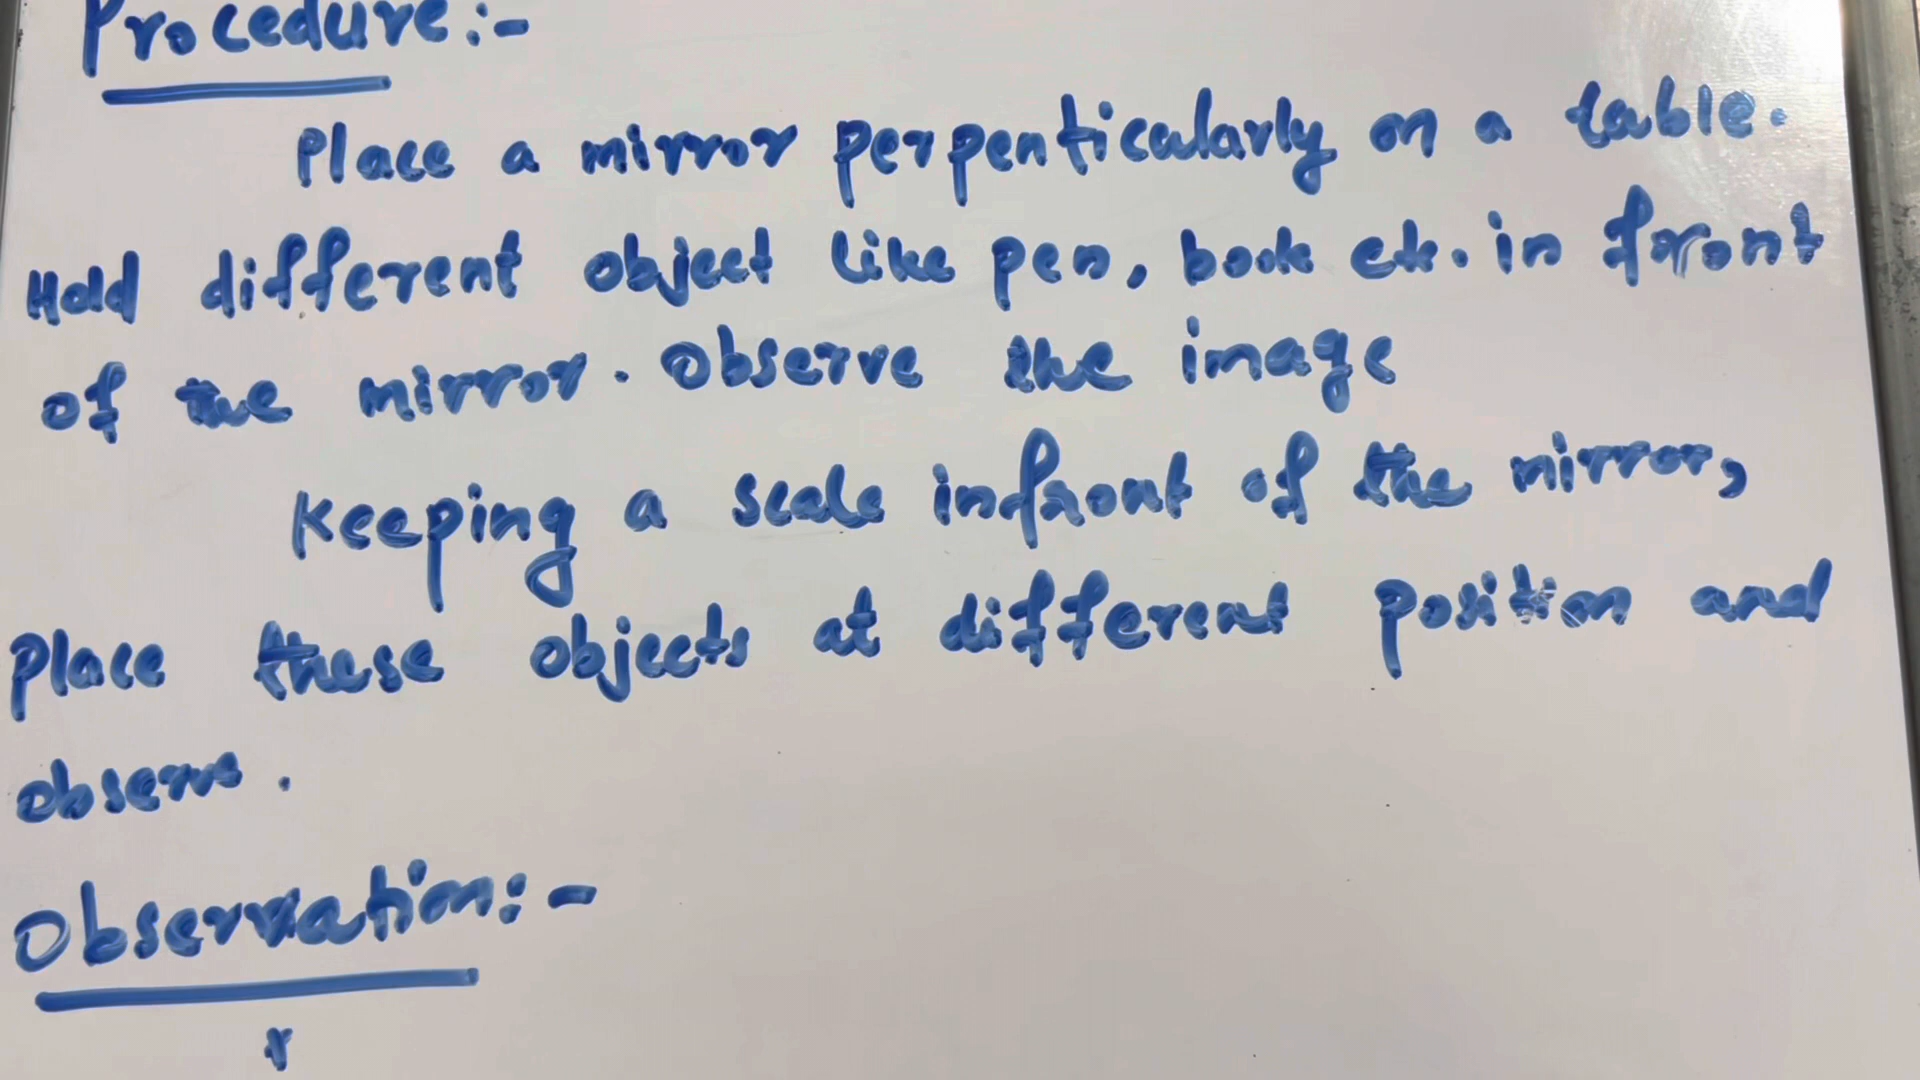 Procedure:-
Place a mirror perpenticularly on a table.
Hold different object like pen, book etc. in front
of the mirror. Observe the image
Keeping a scale infront of the mirror,
Place these objects at different position and
observe.
Observation:-